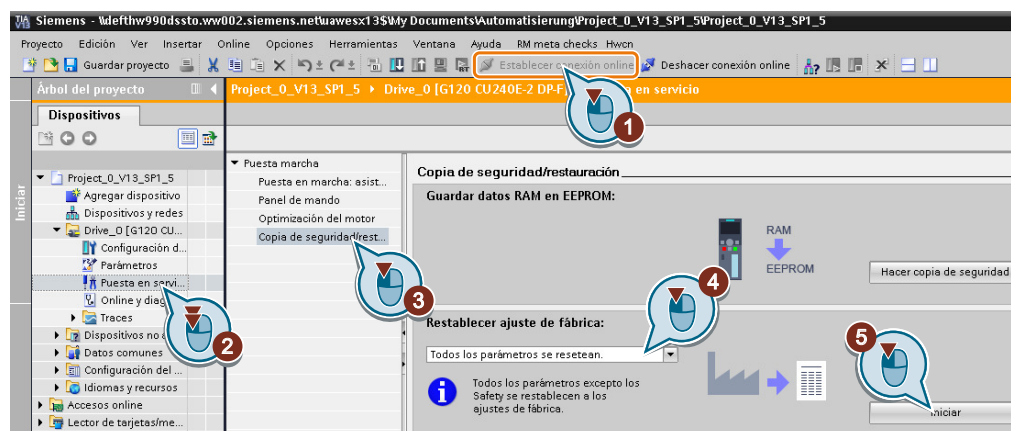 Siemens - \\defthw990dssto.ww002.siemens.net\uawesx13$\My Documents\Automatisierung\Project_0_V13_SP1_5\Project_0_V13_SP1_5
Proyecto Edición Ver Insertar Online Opciones Herramientas Ventana Ayuda RM meta checks Hwcn
Guardar proyecto Establecer conexión online Deshacer conexión online
Árbol del proyecto
Project_0_V13_SP1_5 Drive_0 [G120 CU240E-2 DP-F] en servicio
Dispositivos
1
Iniciar
Project_0_V13_SP1_5
Agregar dispositivo
Dispositivos y redes
Drive_0 [G120 CU...
Configuración d...
Parámetros
Puesta en servi...
Online y diag
Traces
Dispositivos no a
Datos comunes
Configuración del ...
Idiomas y recursos
Accesos online
Lector de tarjetas/me...
2
Puesta marcha
Puesta en marcha: asist...
Panel de mando
Optimización del motor
Copia de seguridad/rest...
3
Copia de seguridad/restauración
Guardar datos RAM en EEPROM:
RAM
EEPROM
Hacer copia de seguridad
4
Restablecer ajuste de fábrica:
Todos los parámetros se resetean.
Todos los parámetros excepto los
Safety se restablecen a los
ajustes de fábrica.
5
Iniciar